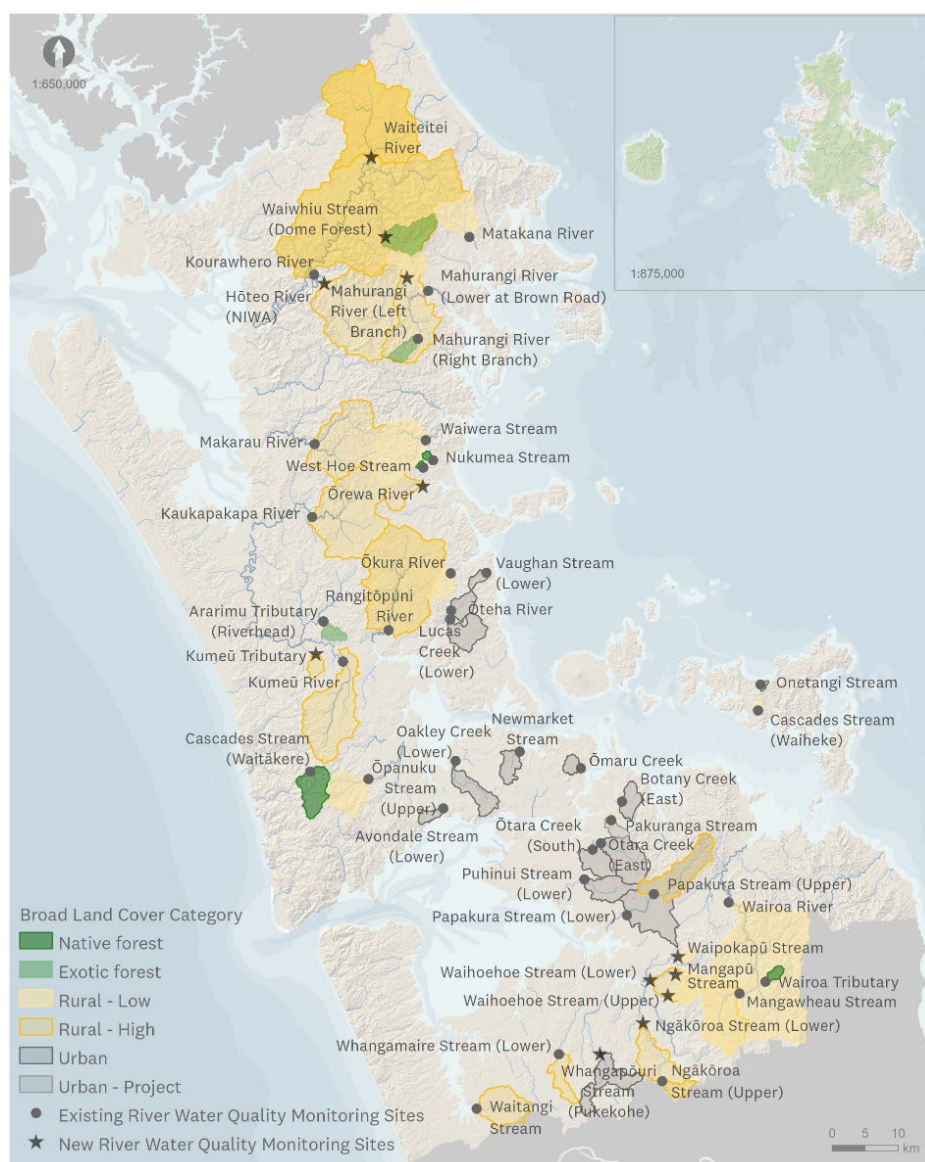 1:650,000
Waiteitei
River
Waiwhiu Stream
(Dome Forest)
Matakana River
1:875,000
Kourawhero River
Hōteo River
(NIWA)
Mahurangi
River (Left
Branch)
Mahurangi River
(Lower at Brown Road)
Mahurangi River
(Right Branch)
Makarau River
Waiwera Stream
West Hoe Stream
Nukumea Stream
Ōrewa River
Kaukapakapa River
Ōkura River
Vaughan Stream
(Lower)
Rangitōpuni
River
Ōteha River
Ararimu Tributary
(Riverhead)
Lucas
Creek
(Lower)
Kumeū Tributary
Kumeū River
Onetangi Stream
Cascades Stream
(Waiheke)
Cascades Stream
(Waitākere)
Oakley Creek
(Lower)
Newmarket
Stream
Ōpanuku
Stream
(Upper)
Ōmaru Creek
Botany Creek
(East)
Avondale Stream
(Lower)
Ōtara Creek
(South)
Pakuranga Stream
Ōtara Creek
(East)
Puhinui Stream
(Lower)
Papakura Stream (Upper)
Papakura Stream (Lower)
Wairoa River
Waipokapū Stream
Waihoehoe Stream (Lower)
Mangapū
Stream
Wairoa Tributary
Waihoehoe Stream (Upper)
Mangawheau Stream
Ngākōroa Stream (Lower)
Whangamaire Stream (Lower)
Whangapōuri
Stream
(Pukekohe)
Ngākōroa
Stream (Upper)
Waitangi
Stream
Broad Land Cover Category
Native forest
Exotic forest
Rural - Low
Rural - High
Urban
Urban - Project
Existing River Water Quality Monitoring Sites
New River Water Quality Monitoring Sites
0 5 10
km